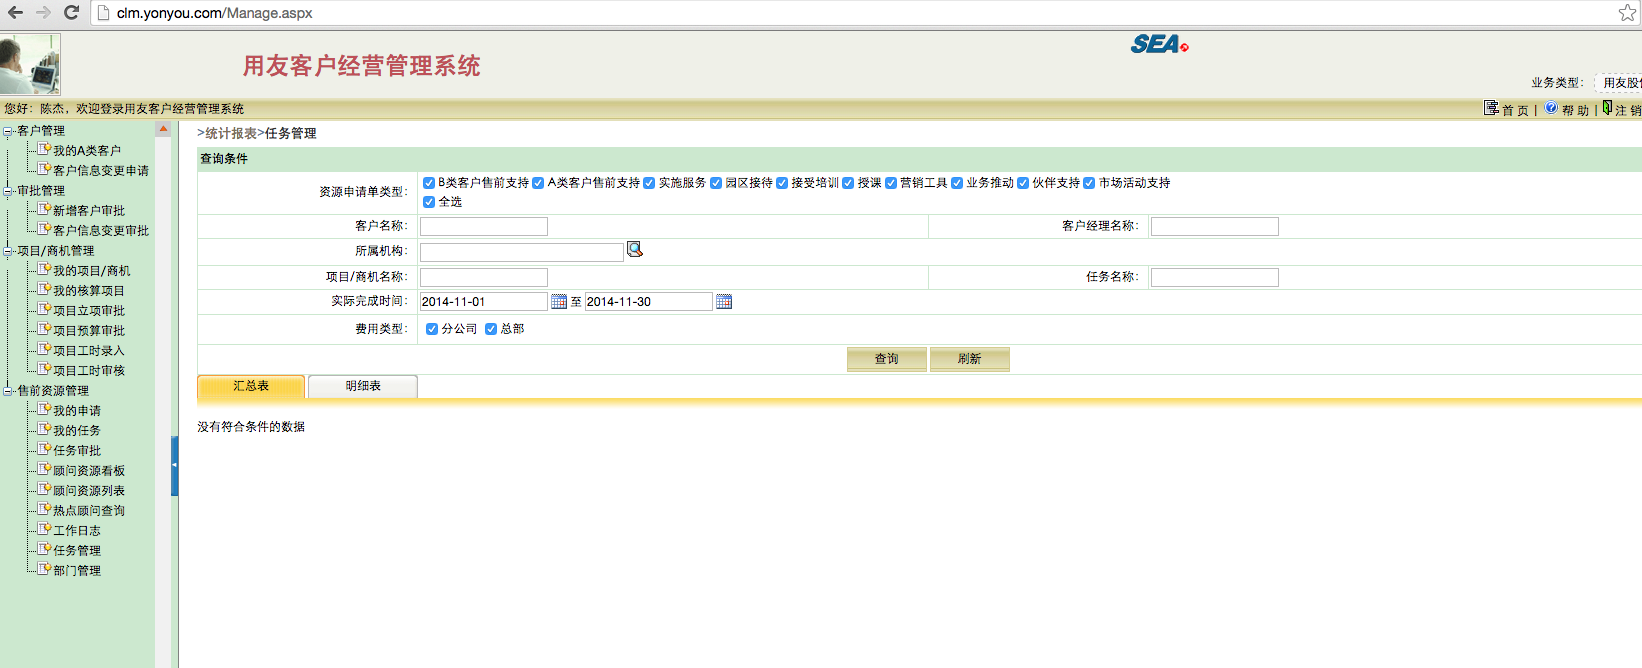 clm.yonyou.com/Manage.aspx
用友客户经营管理系统
SEA
业务类型：
用友股
您好：陈杰，欢迎登录用友客户经营管理系统
首 页 | 帮 助 | 注 销
客户管理
我的A类客户
客户信息变更申请
审批管理
新增客户审批
客户信息变更审批
项目/商机管理
我的项目/商机
我的核算项目
项目立项审批
项目预算审批
项目工时录入
项目工时审核
售前资源管理
我的申请
我的任务
任务审批
顾问资源看板
顾问资源列表
热点顾问查询
工作日志
任务管理
部门管理
>统计报表>任务管理
查询条件
资源申请单类型： B类客户售前支持 A类客户售前支持 实施服务 园区接待 接受培训 授课 营销工具 业务推动 伙伴支持 市场活动支持
全选
客户名称： 客户经理名称：
所属机构：
项目/商机名称： 任务名称：
实际完成时间： 2014-11-01 至 2014-11-30
费用类型： 分公司 总部
查询 刷新
汇总表 明细表
没有符合条件的数据